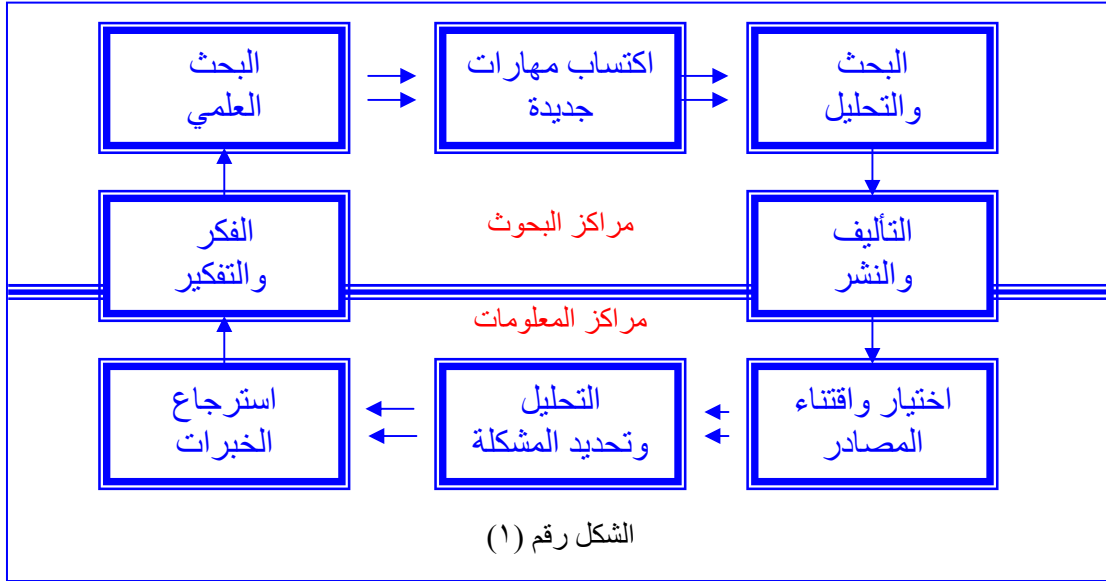 البحث
العلمي
اكتساب مهارات
جديدة
البحث
والتحليل
الفكر
والتفكير
مراكز البحوث
التأليف
والنشر
مراكز المعلومات
استرجاع
الخبرات
التحليل
وتحديد المشكلة
اختيار واقتناء
المصادر
الشكل رقم (١)